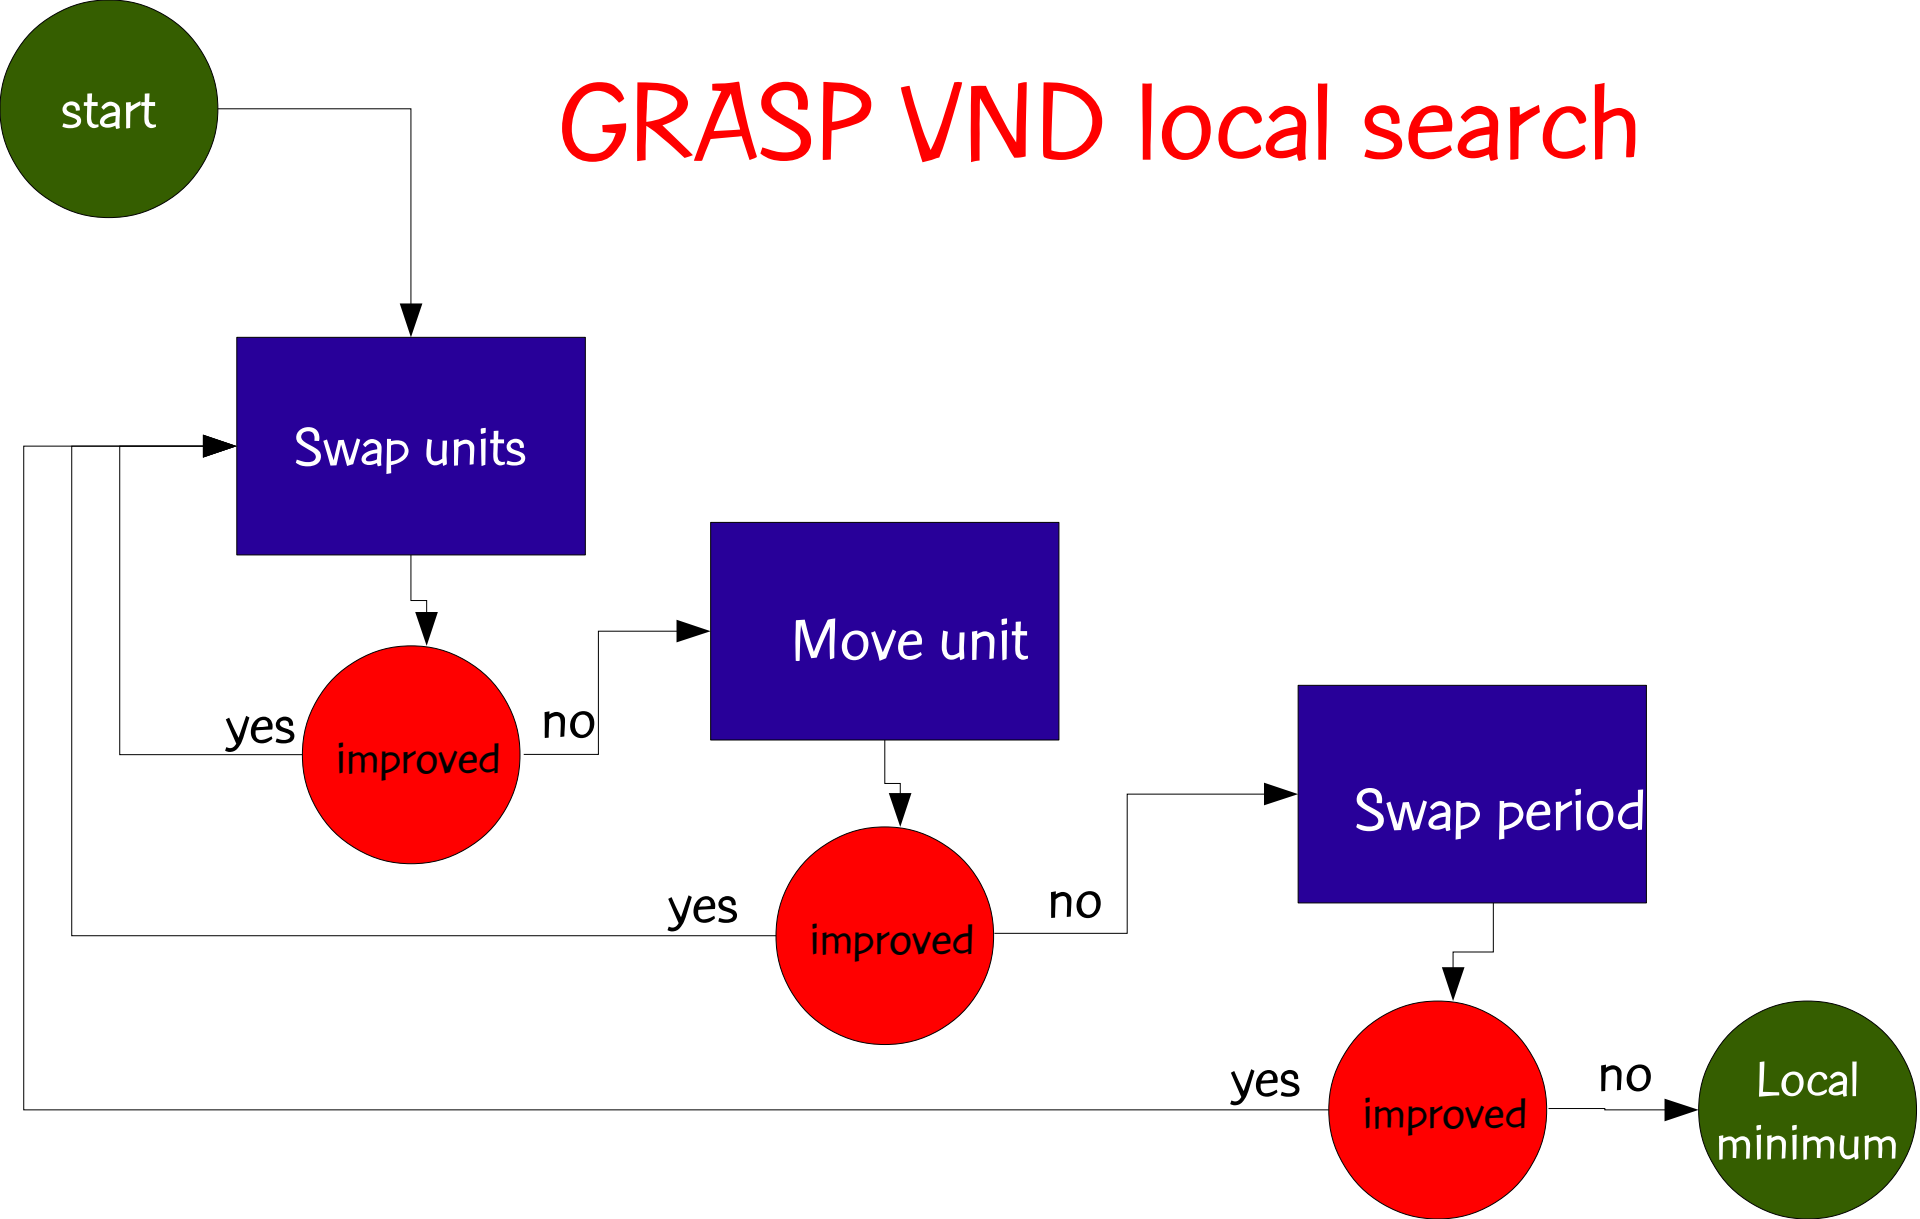 start
GRASP VND local search
Swap units
Move unit
yes
no
improved
Swap period
yes
no
improved
yes
no
improved
Local
minimum